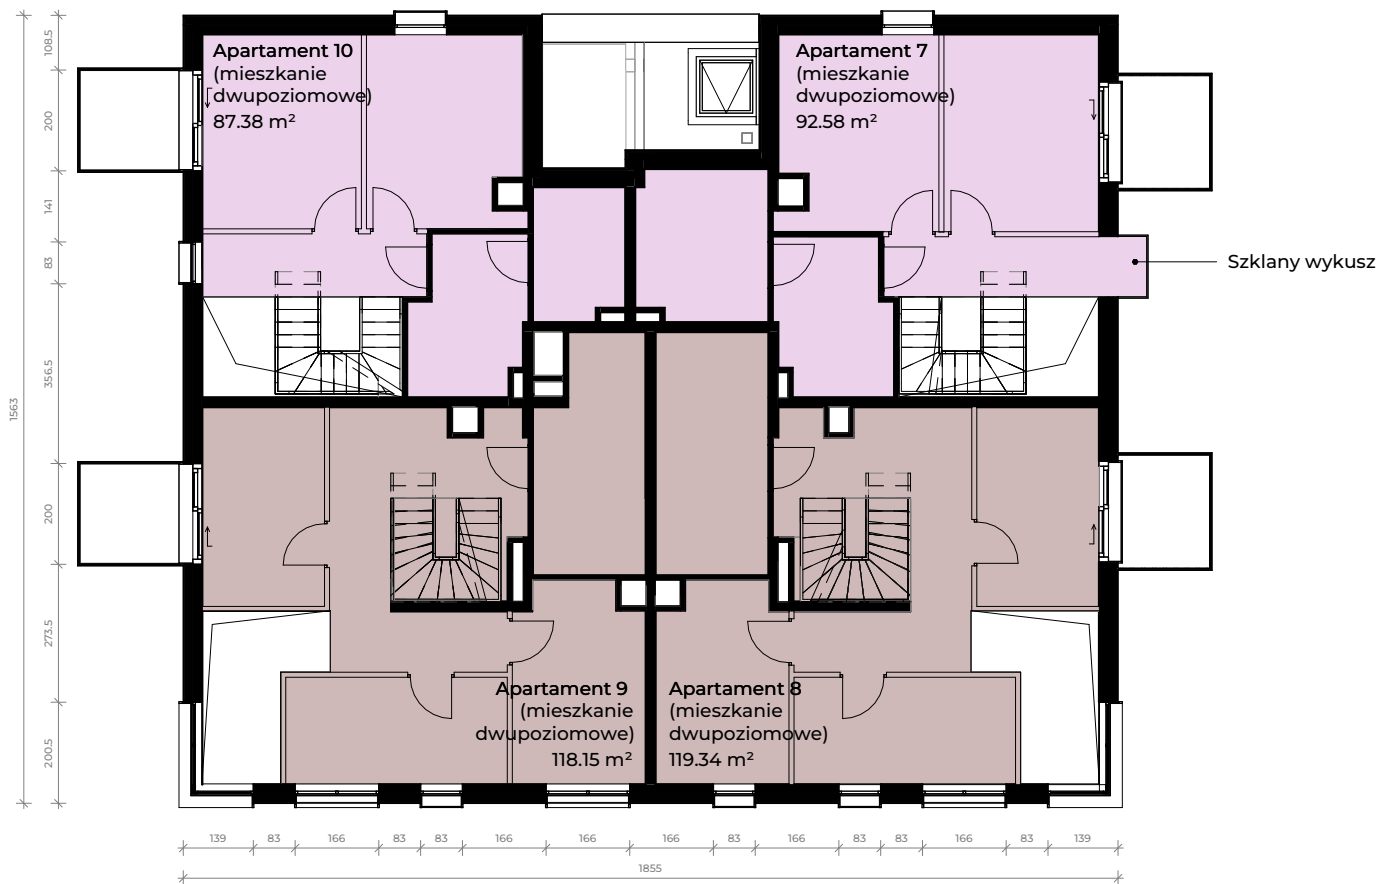 Apartament 10
(mieszkanie
dwupoziomowe)
87.38 m²
Apartament 7
(mieszkanie
dwupoziomowe)
92.58 m²
Szklany wykusz
Apartament 9
(mieszkanie
dwupoziomowe)
118.15 m²
Apartament 8
(mieszkanie
dwupoziomowe)
119.34 m²
108.5
200
141
83
356.5
200
273.5
200.5
1563
139 83 166 83 83 166 166 166 83 166 83 83 166 83 139
1855